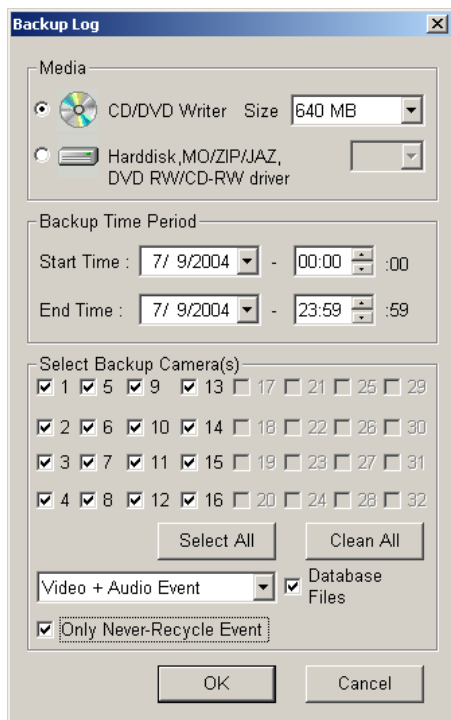 Backup Log
Media
CD/DVD Writer Size 640 MB
Harddisk,MO/ZIP/JAZ,
DVD RW/CD-RW driver
Backup Time Period
Start Time : 7/ 9/2004 - 00:00 :00
End Time : 7/ 9/2004 - 23:59 :59
Select Backup Camera(s)
1 5 9 13 17 21 25 29
2 6 10 14 18 22 26 30
3 7 11 15 19 23 27 31
4 8 12 16 20 24 28 32
Select All Clean All
Video + Audio Event Database
Files
Only Never-Recycle Event
OK Cancel